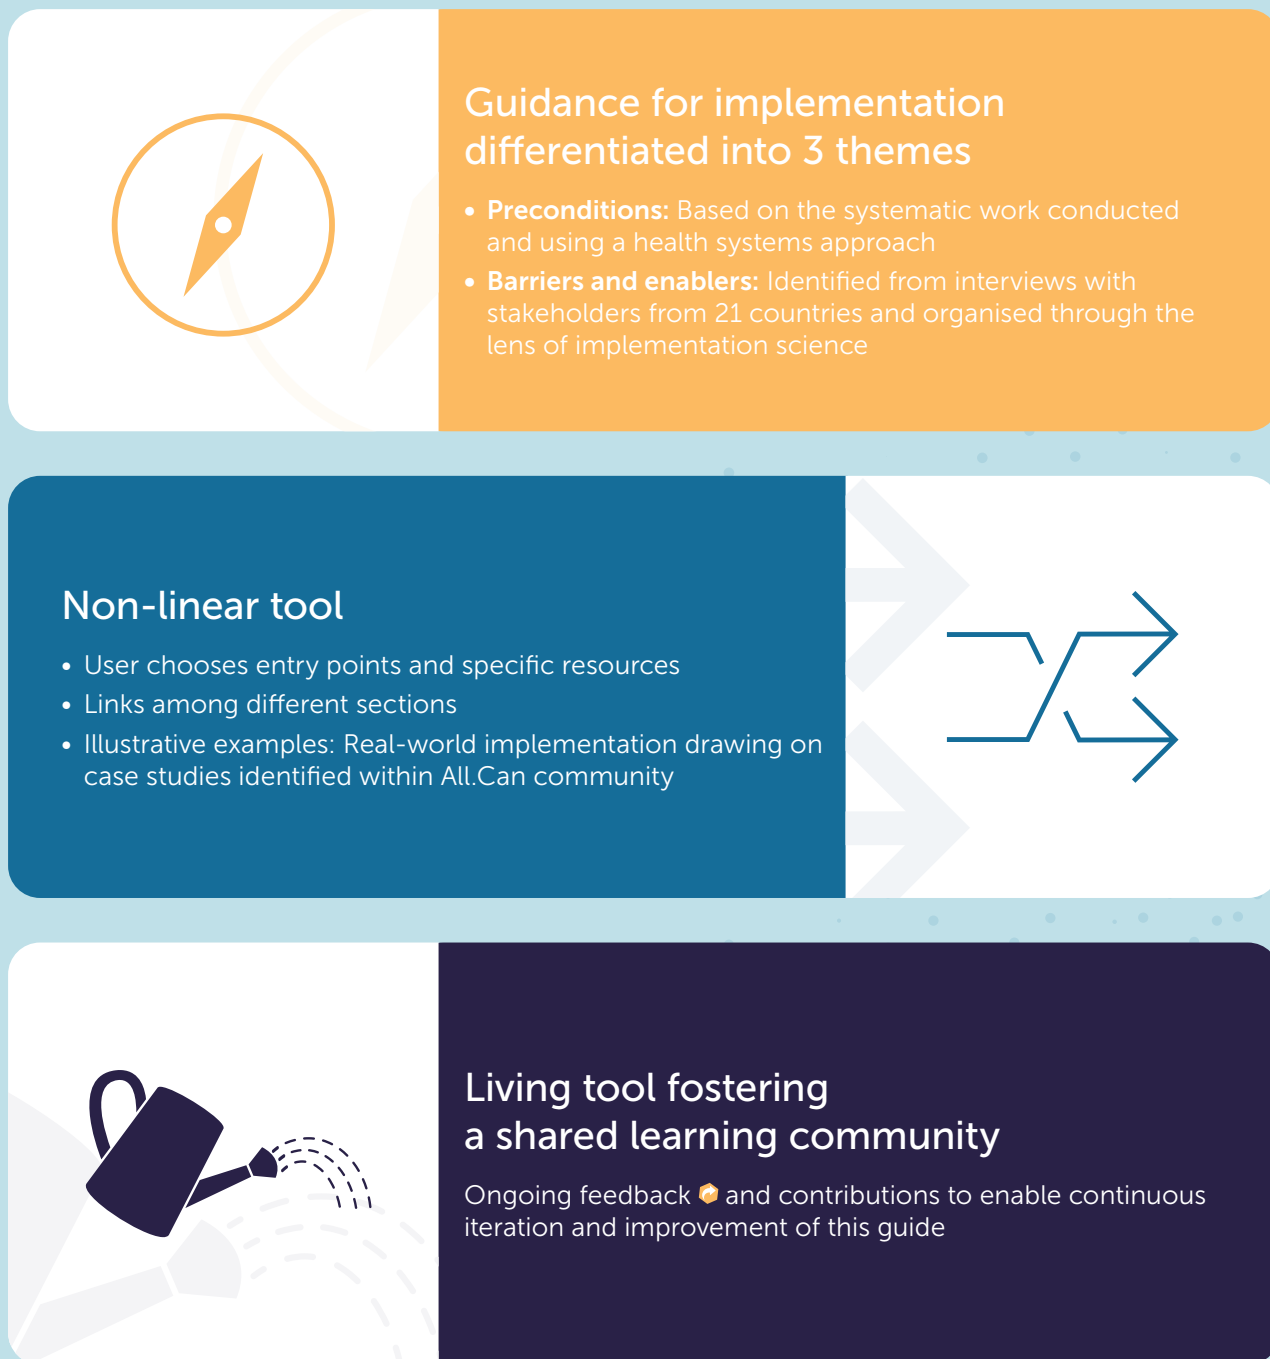 Guidance for implementation
differentiated into 3 themes
• Preconditions: Based on the systematic work conducted
and using a health systems approach
• Barriers and enablers: Identified from interviews with
stakeholders from 21 countries and organised through the
lens of implementation science
Non-linear tool
• User chooses entry points and specific resources
• Links among different sections
• Illustrative examples: Real-world implementation drawing on
case studies identified within All.Can community
Living tool fostering
a shared learning community
Ongoing feedback and contributions to enable continuous
iteration and improvement of this guide